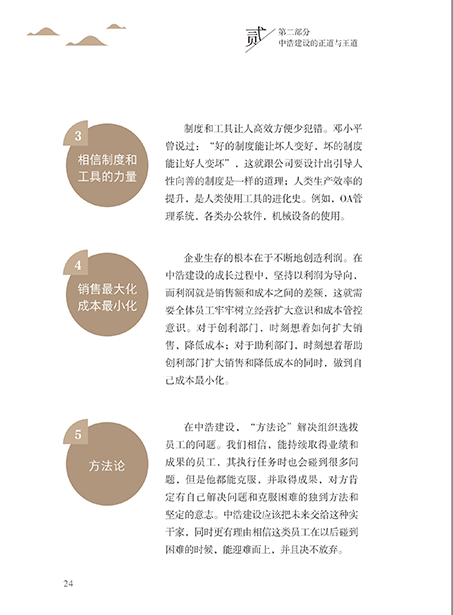 贰
第二部分
中浩建设的正道与王道
3
相信制度和
工具的力量
制度和工具让人高效方便少犯错。邓小平
曾说过：“好的制度能让坏人变好，坏的制度
能让好人变坏”，这就跟公司要设计出引导人
性向善的制度是一样的道理；人类生产效率的
提升，是人类使用工具的进化史。例如，OA管
理系统，各类办公软件，机械设备的使用。
4
销售最大化
成本最小化
企业生存的根本在于不断地创造利润。在
中浩建设的成长过程中，坚持以利润为导向，
而利润就是销售额和成本之间的差额，这就需
要全体员工牢牢树立经营扩大意识和成本管控
意识。对于创利部门，时刻想着如何扩大销
售，降低成本；对于助利部门，时刻想着帮助
创利部门扩大销售和降低成本的同时，做到自
己成本最小化。
5
方法论
在中浩建设，“方法论”解决组织选拔
员工的问题。我们相信，能持续取得业绩和
成果的员工，其执行任务时也会碰到很多问
题，但是他都能克服，并取得成果，对方肯
定有自己解决问题和克服困难的独到方法和
坚定的意志。中浩建设应该把未来交给这种实
干家，同时更有理由相信这类员工在以后碰到
困难的时候，能迎难而上，并且决不放弃。
24